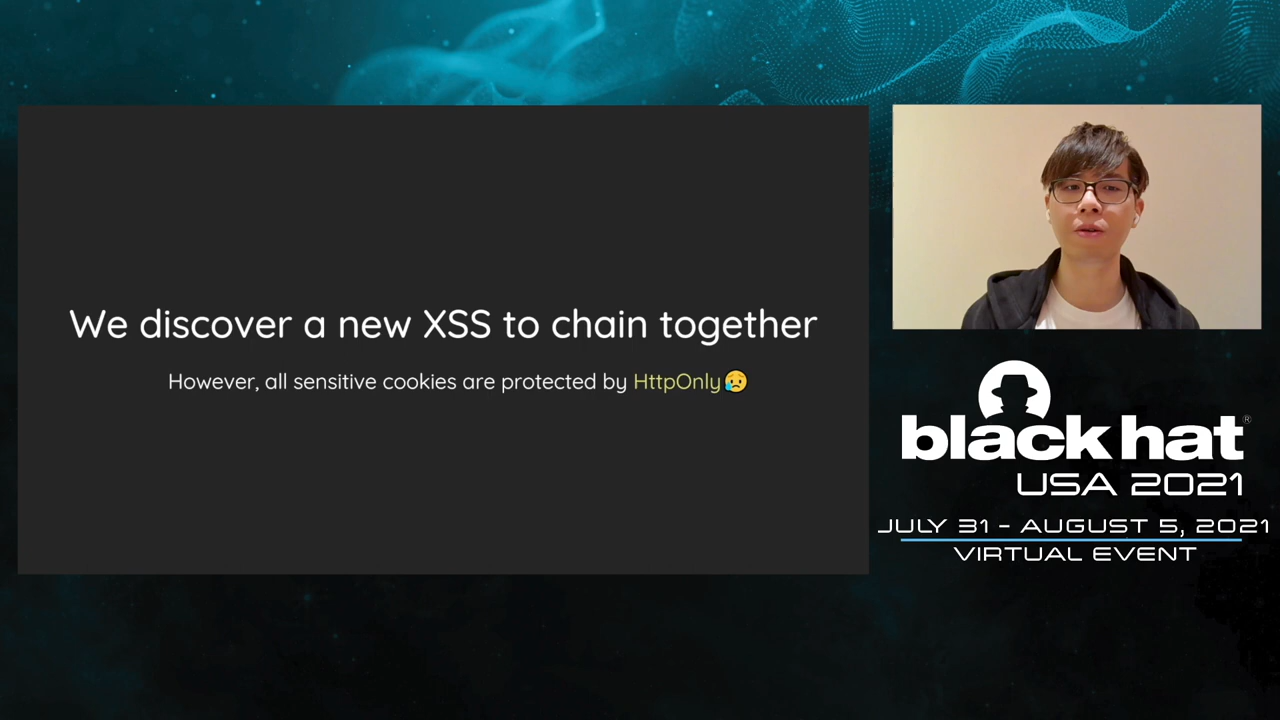 We discover a new XSS to chain together
However, all sensitive cookies are protected by HttpOnly😥
black hat®
USA 2021
JULY 31 - AUGUST 5, 2021
VIRTUAL EVENT